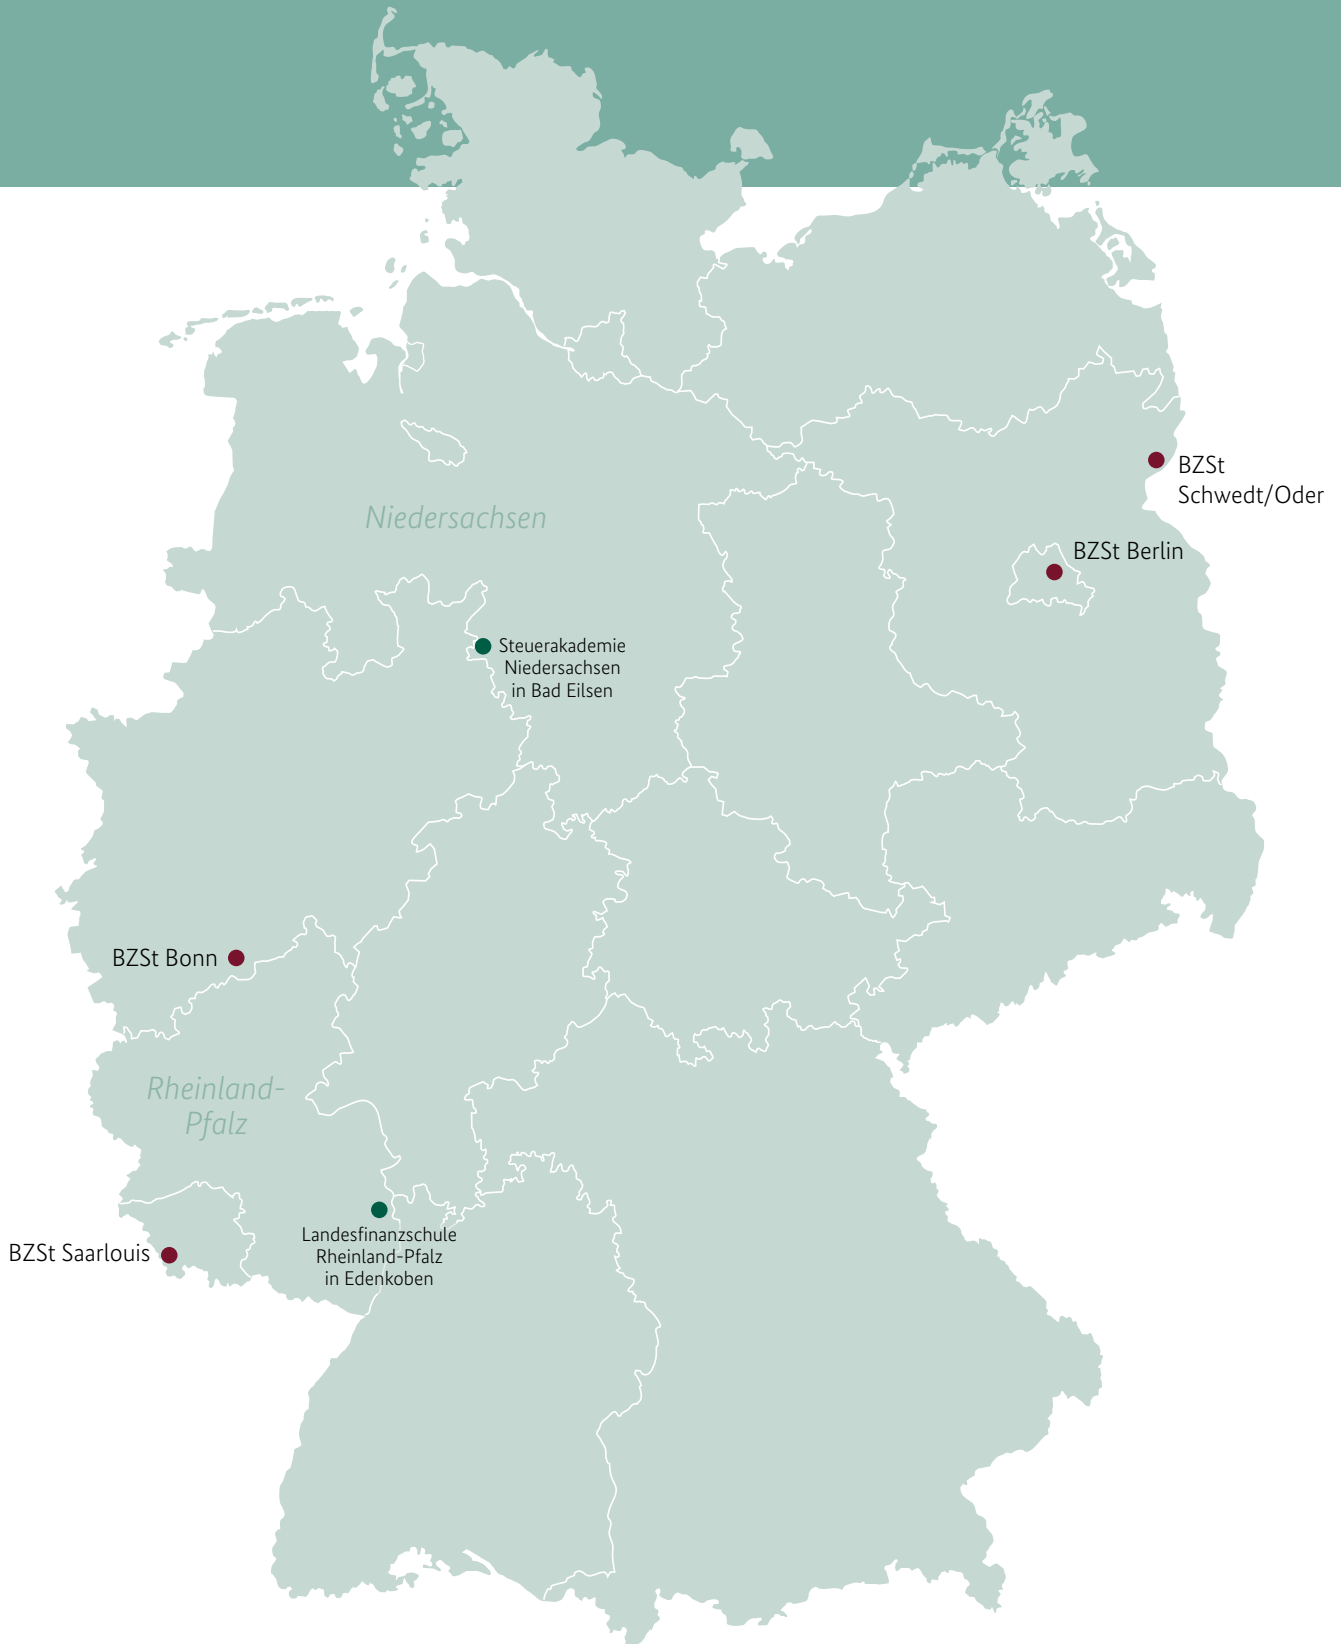 BZSt
Schwedt/Oder
Niedersachsen
BZSt Berlin
Steuerakademie
Niedersachsen
in Bad Eilsen
BZSt Bonn
Rheinland-
Pfalz
Landesfinanzschule
Rheinland-Pfalz
in Edenkoben
BZSt Saarlouis